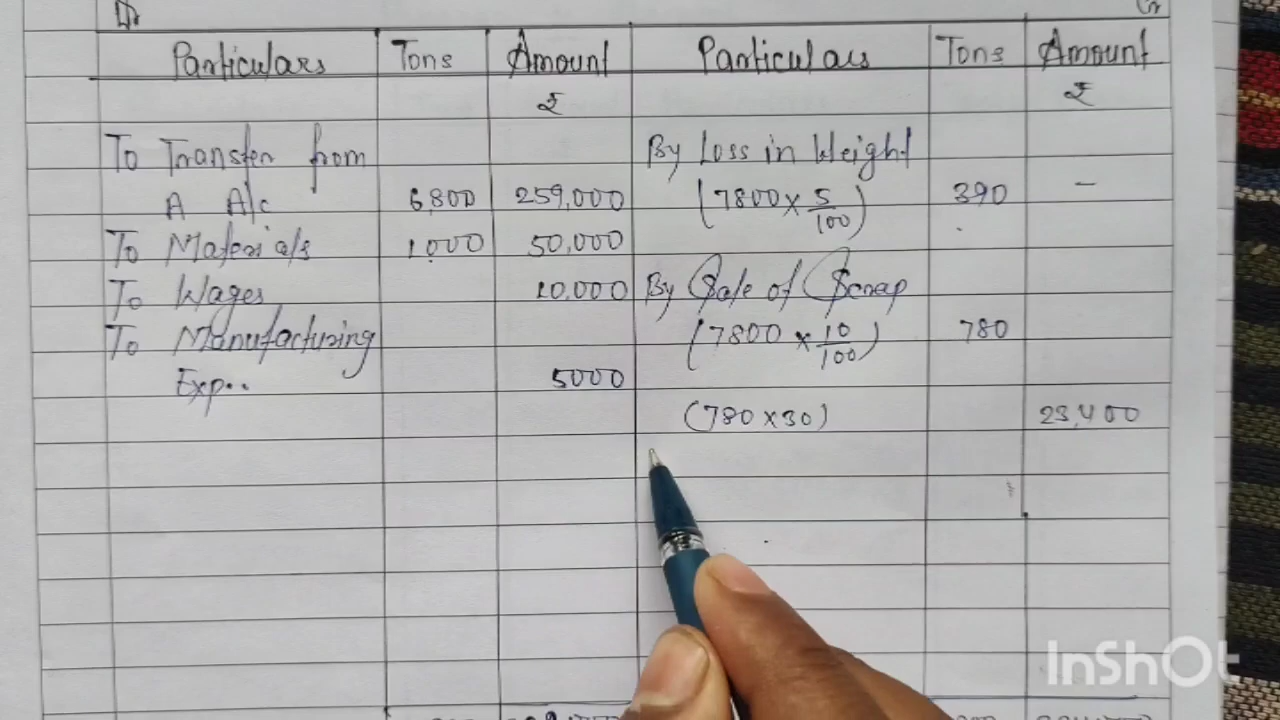 Dr
Cr
Particulars Tons Amount Particulars Tons Amount
₹ ₹
To Transfer from By Loss in Weight
A A/c 6,800 259,000 (7800 × 5/100) 390 —
To Materials 1,000 50,000
To Wages 10,000 By Sale of Scrap
To Manufacturing (7800 × 10/100) 780
Exp.. 5000
(780 × 30) 23,400
InShOt